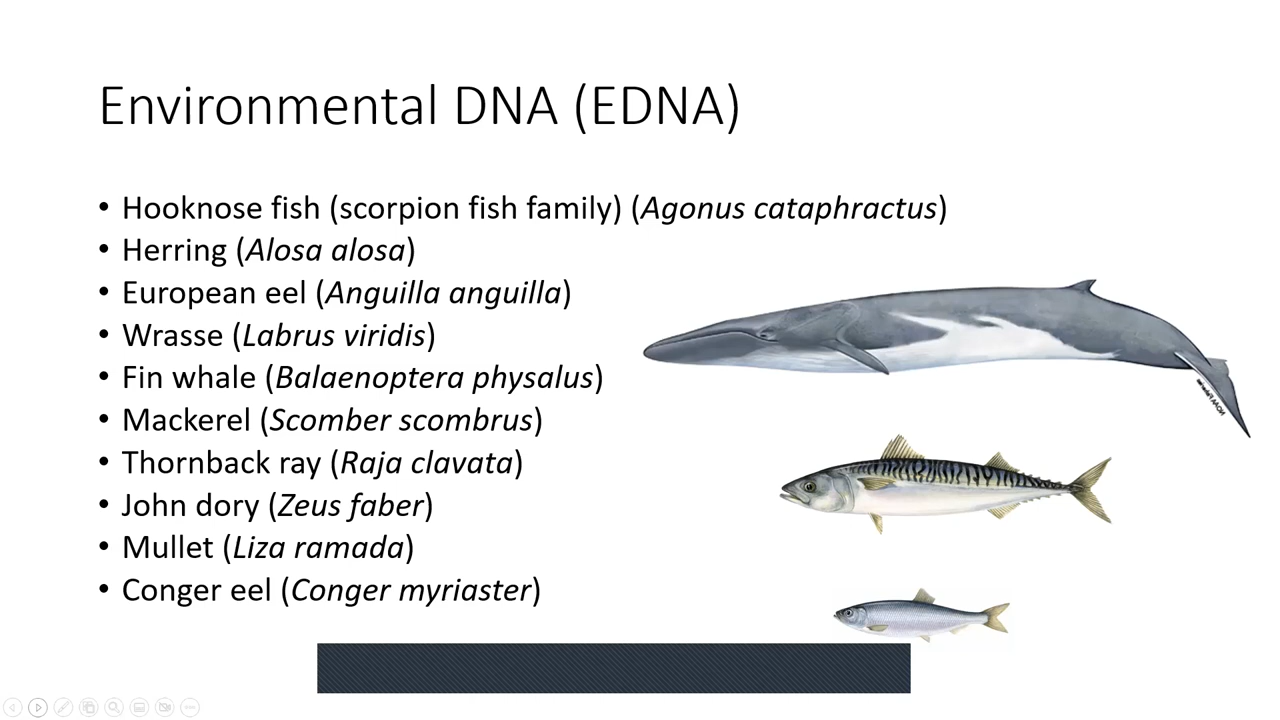 Environmental DNA (EDNA)
• Hooknose fish (scorpion fish family) (Agonus cataphractus)
• Herring (Alosa alosa)
• European eel (Anguilla anguilla)
• Wrasse (Labrus viridis)
• Fin whale (Balaenoptera physalus)
• Mackerel (Scomber scombrus)
• Thornback ray (Raja clavata)
• John dory (Zeus faber)
• Mullet (Liza ramada)
• Conger eel (Conger myriaster)